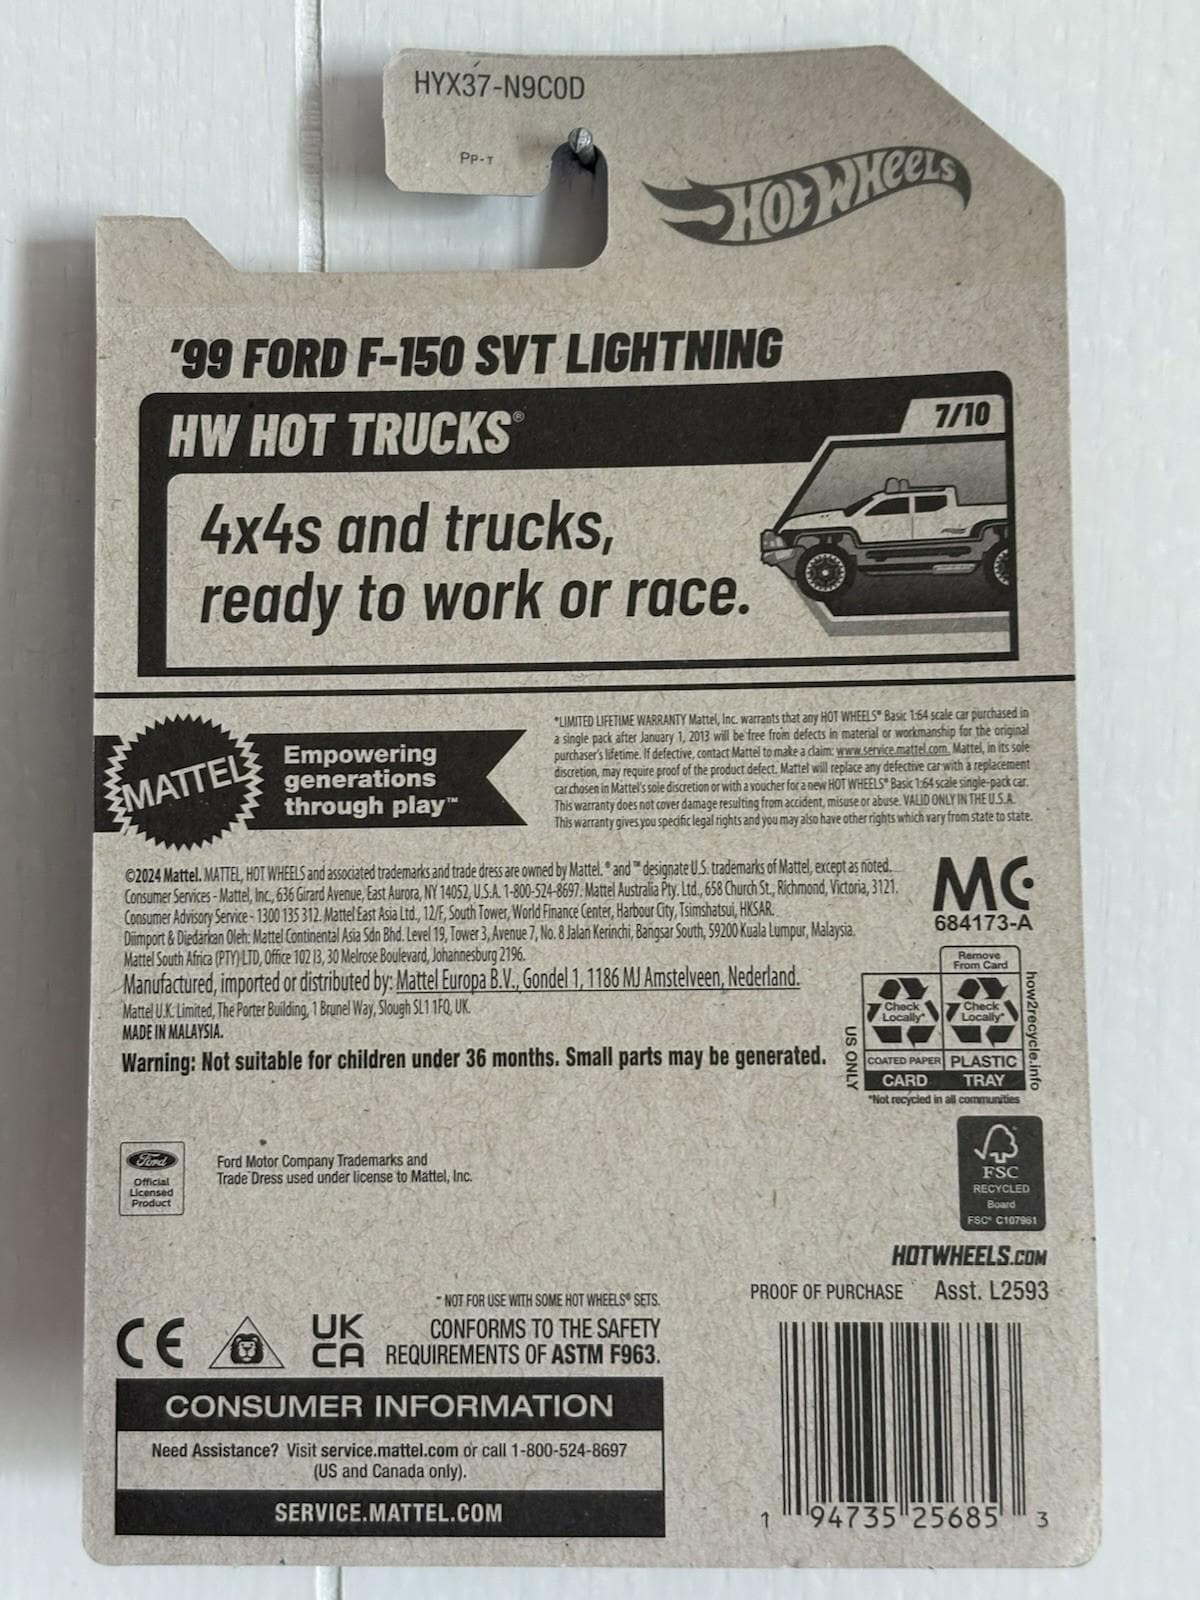 HYX37-N9C0D
PP-T
HOT WHEELS
'99 FORD F-150 SVT LIGHTNING
HW HOT TRUCKS®
7/10
4x4s and trucks,
ready to work or race.
MATTEL
Empowering
generations
through play™
*LIMITED LIFETIME WARRANTY Mattel, Inc. warrants that any HOT WHEELS® Basic 1:64 scale car purchased in
a single pack after January 1, 2013 will be free from defects in material or workmanship for the original
purchaser's lifetime. If defective, contact Mattel to make a claim: www.service.mattel.com. Mattel, in its sole
discretion, may require proof of the product defect. Mattel will replace any defective car with a replacement
car chosen in Mattel's sole discretion or with a voucher for a new HOT WHEELS® Basic 1:64 scale single-pack car.
This warranty does not cover damage resulting from accident, misuse or abuse. VALID ONLY IN THE U.S.A.
This warranty gives you specific legal rights and you may also have other rights which vary from state to state.
©2024 Mattel. MATTEL, HOT WHEELS and associated trademarks and trade dress are owned by Mattel. ® and ™ designate U.S. trademarks of Mattel, except as noted.
Consumer Services - Mattel, Inc., 636 Girard Avenue, East Aurora, NY 14052, U.S.A. 1-800-524-8697. Mattel Australia Pty. Ltd., 658 Church St., Richmond, Victoria, 3121.
Consumer Advisory Service - 1300 135 312. Mattel East Asia Ltd., 12/F, South Tower, World Finance Center, Harbour City, Tsimshatsui, HKSAR.
Diimport & Diedarkan Oleh: Mattel Continental Asia Sdn Bhd. Level 19, Tower 3, Avenue 7, No. 8 Jalan Kerinchi, Bangsar South, 59200 Kuala Lumpur, Malaysia.
Mattel South Africa (PTY) LTD, Office 102 I3, 30 Melrose Boulevard, Johannesburg 2196.
Manufactured, imported or distributed by: Mattel Europa B.V., Gondel 1, 1186 MJ Amstelveen, Nederland.
Mattel U.K. Limited, The Porter Building, 1 Brunel Way, Slough SL1 1FQ, UK.
MADE IN MALAYSIA.
Warning: Not suitable for children under 36 months. Small parts may be generated.
MC
684173-A
Remove
From Card
Check
Locally*
Check
Locally*
COATED PAPER
PLASTIC
CARD
TRAY
US ONLY
how2recycle.info
*Not recycled in all communities
Ford
Official
Licensed
Product
Ford Motor Company Trademarks and
Trade Dress used under license to Mattel, Inc.
FSC
RECYCLED
Board
FSC® C107961
HOTWHEELS.COM
PROOF OF PURCHASE
Asst. L2593
NOT FOR USE WITH SOME HOT WHEELS® SETS.
CE
UK
CA
CONFORMS TO THE SAFETY
REQUIREMENTS OF ASTM F963.
CONSUMER INFORMATION
Need Assistance? Visit service.mattel.com or call 1-800-524-8697
(US and Canada only).
SERVICE.MATTEL.COM
1 94735 25685 3